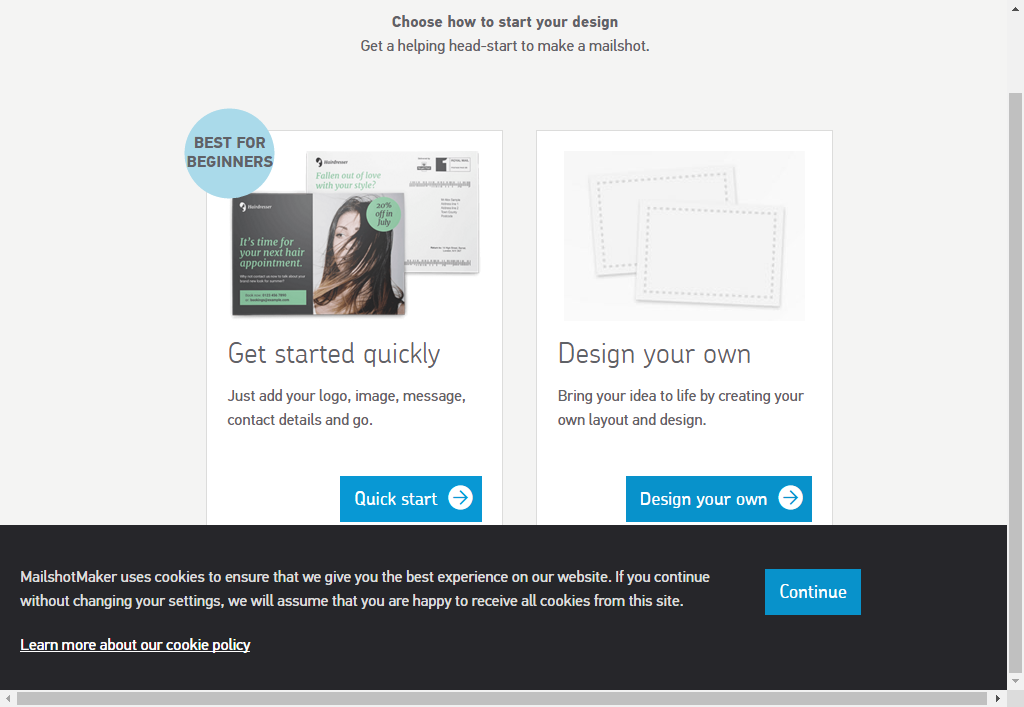 Choose how to start your design
Get a helping head-start to make a mailshot.
BEST FOR
BEGINNERS
Hairdresser
Fallen out of love
with your style?
Hairdresser
20%
off in
July
It's time for
your next hair
appointment.
Get started quickly
Just add your logo, image, message,
contact details and go.
Quick start
Design your own
Bring your idea to life by creating your
own layout and design.
Design your own
MailshotMaker uses cookies to ensure that we give you the best experience on our website. If you continue
without changing your settings, we will assume that you are happy to receive all cookies from this site.
Continue
Learn more about our cookie policy